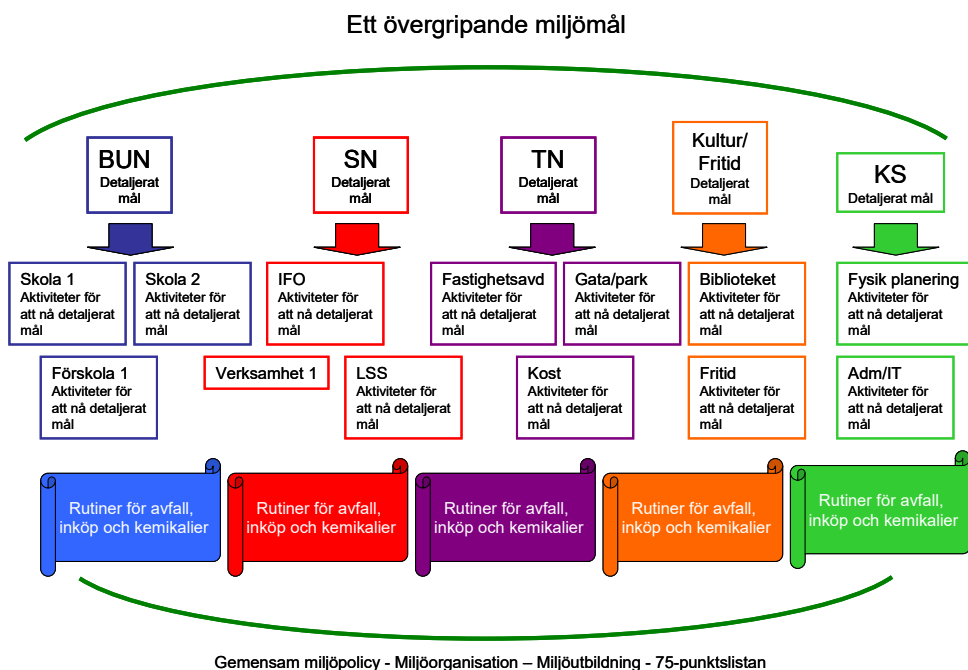 Ett övergripande miljömål
BUN
Detaljerat
mål
SN
Detaljerat
mål
TN
Detaljerat
mål
Kultur/
Fritid
Detaljerat
mål
KS
Detaljerat mål
Skola 1
Aktiviteter för
att nå detaljerat
mål
Skola 2
Aktiviteter för
att nå detaljerat
mål
IFO
Aktiviteter för
att nå detaljerat
mål
Fastighetsavd
Aktiviteter för
att nå detaljerat
mål
Gata/park
Aktiviteter för
att nå detaljerat
mål
Biblioteket
Aktiviteter för
att nå detaljerat
mål
Fysik planering
Aktiviteter för
att nå detaljerat
mål
Förskola 1
Aktiviteter för
att nå detaljerat
mål
Verksamhet 1
LSS
Aktiviteter för
att nå detaljerat
mål
Kost
Aktiviteter för
att nå detaljerat
mål
Fritid
Aktiviteter för
att nå detaljerat
mål
Adm/IT
Aktiviteter för
att nå detaljerat
mål
Rutiner för avfall,
inköp och kemikalier
Rutiner för avfall,
inköp och kemikalier
Rutiner för avfall,
inköp och kemikalier
Rutiner för avfall,
inköp och kemikalier
Rutiner för avfall,
inköp och kemikalier
Gemensam miljöpolicy - Miljöorganisation – Miljöutbildning - 75-punktslistan